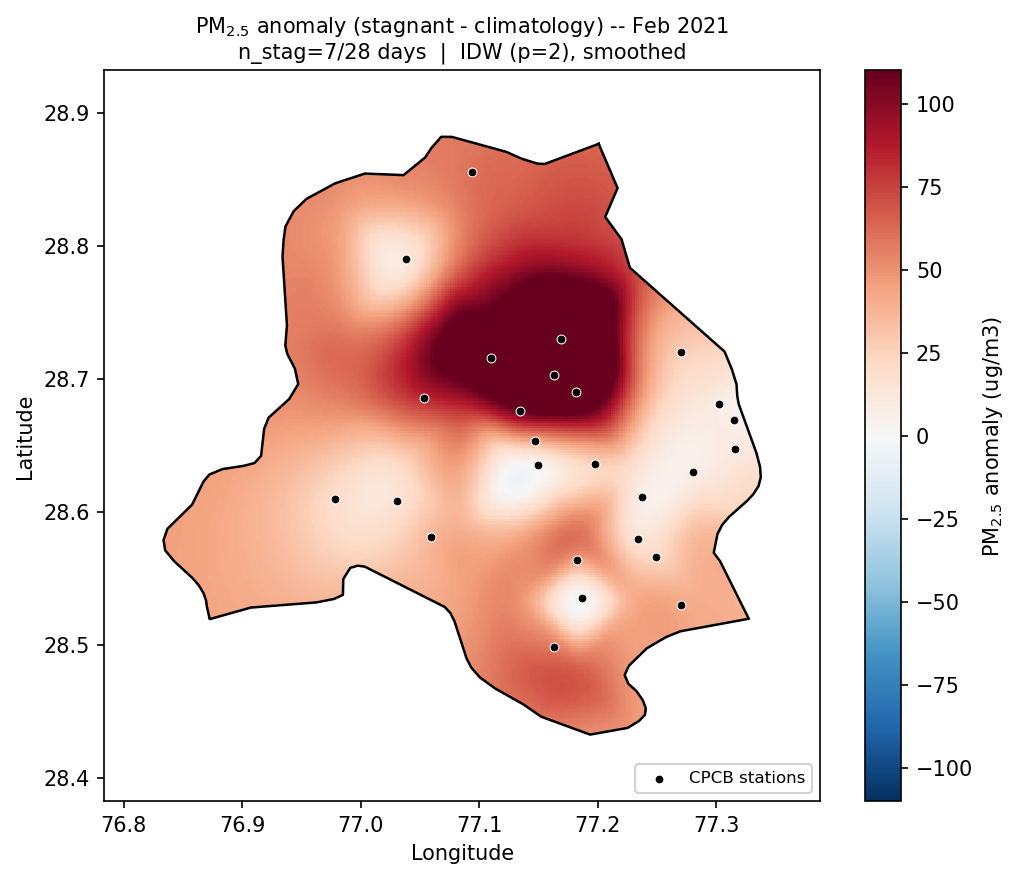 PM2.5 anomaly (stagnant - climatology) -- Feb 2021
n_stag=7/28 days | IDW (p=2), smoothed
28.9
28.8
28.7
28.6
28.5
28.4
Latitude
76.8 76.9 77.0 77.1 77.2 77.3
Longitude
CPCB stations
100
75
50
25
0
−25
−50
−75
−100
PM2.5 anomaly (ug/m3)